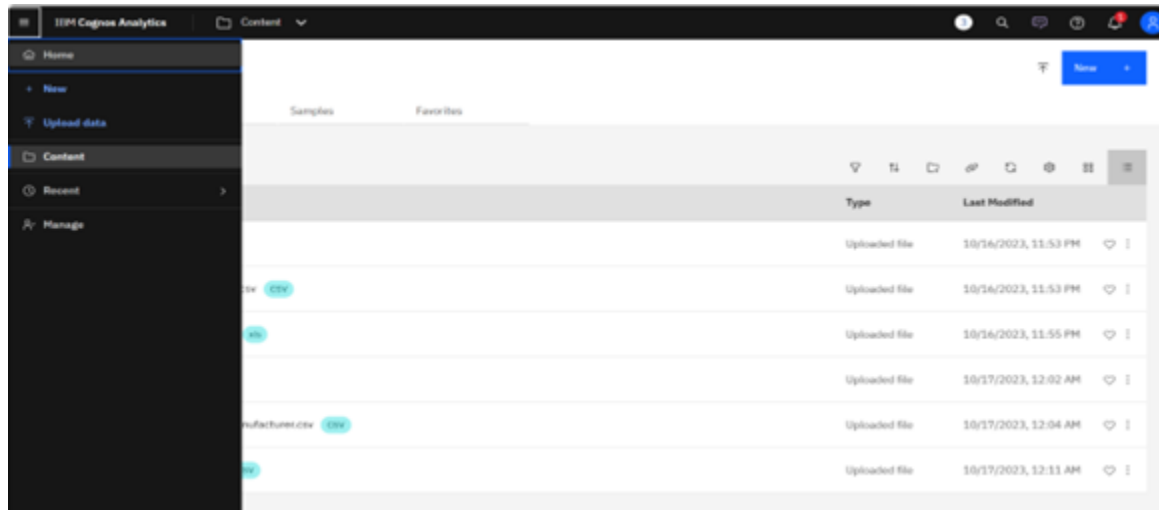 IBM Cognos Analytics
Content
3
Home
New
New
Upload data
Samples
Favorites
Content
Recent
Type
Last Modified
Manage
Uploaded file
10/16/2023, 11:53 PM
.csv
csv
Uploaded file
10/16/2023, 11:53 PM
xls
Uploaded file
10/16/2023, 11:55 PM
Uploaded file
10/17/2023, 12:02 AM
nufacturer.csv
csv
Uploaded file
10/17/2023, 12:04 AM
Uploaded file
10/17/2023, 12:11 AM